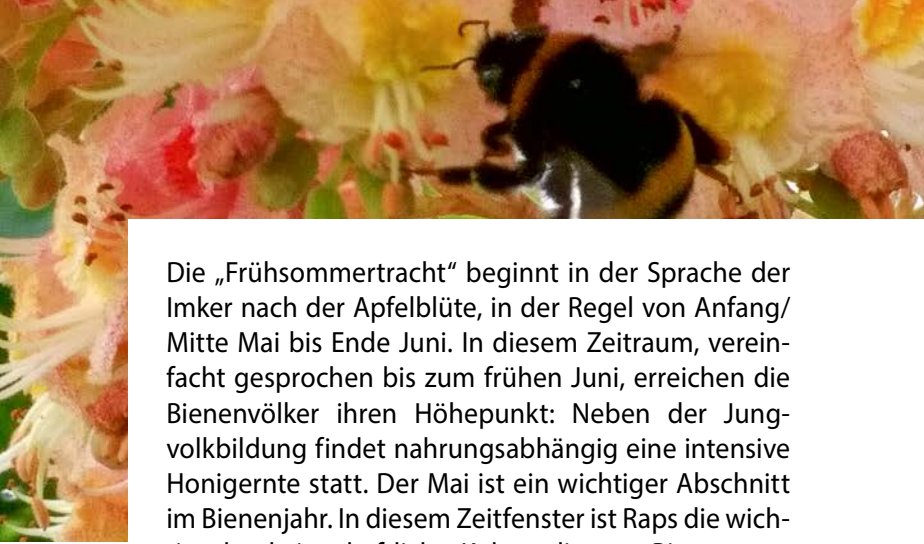 Die „Frühsommertracht“ beginnt in der Sprache der
Imker nach der Apfelblüte, in der Regel von Anfang/
Mitte Mai bis Ende Juni. In diesem Zeitraum, verein-
facht gesprochen bis zum frühen Juni, erreichen die
Bienenvölker ihren Höhepunkt: Neben der Jung-
volkbildung findet nahrungsabhängig eine intensive
Honigernte statt. Der Mai ist ein wichtiger Abschnitt
im Bienenjahr. In diesem Zeitfenster ist Raps die wich-